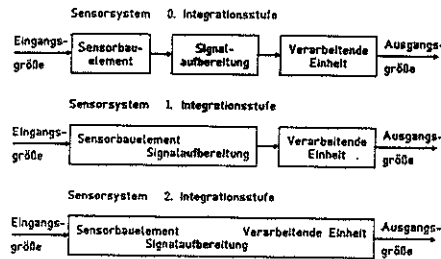 Sensorsystem 0. Integrationsstufe
Eingangs-
größe
Sensorbau-
element
Signal-
aufbereitung
Verarbeitende
Einheit
Ausgangs-
größe
Sensorsystem 1. Integrationsstufe
Eingangs-
größe
Sensorbauelement
Signalaufbereitung
Verarbeitende
Einheit
Ausgangs-
größe
Sensorsystem 2. Integrationsstufe
Eingangs-
größe
Sensorbauelement Verarbeitende Einheit
Signalaufbereitung
Ausgangs-
größe